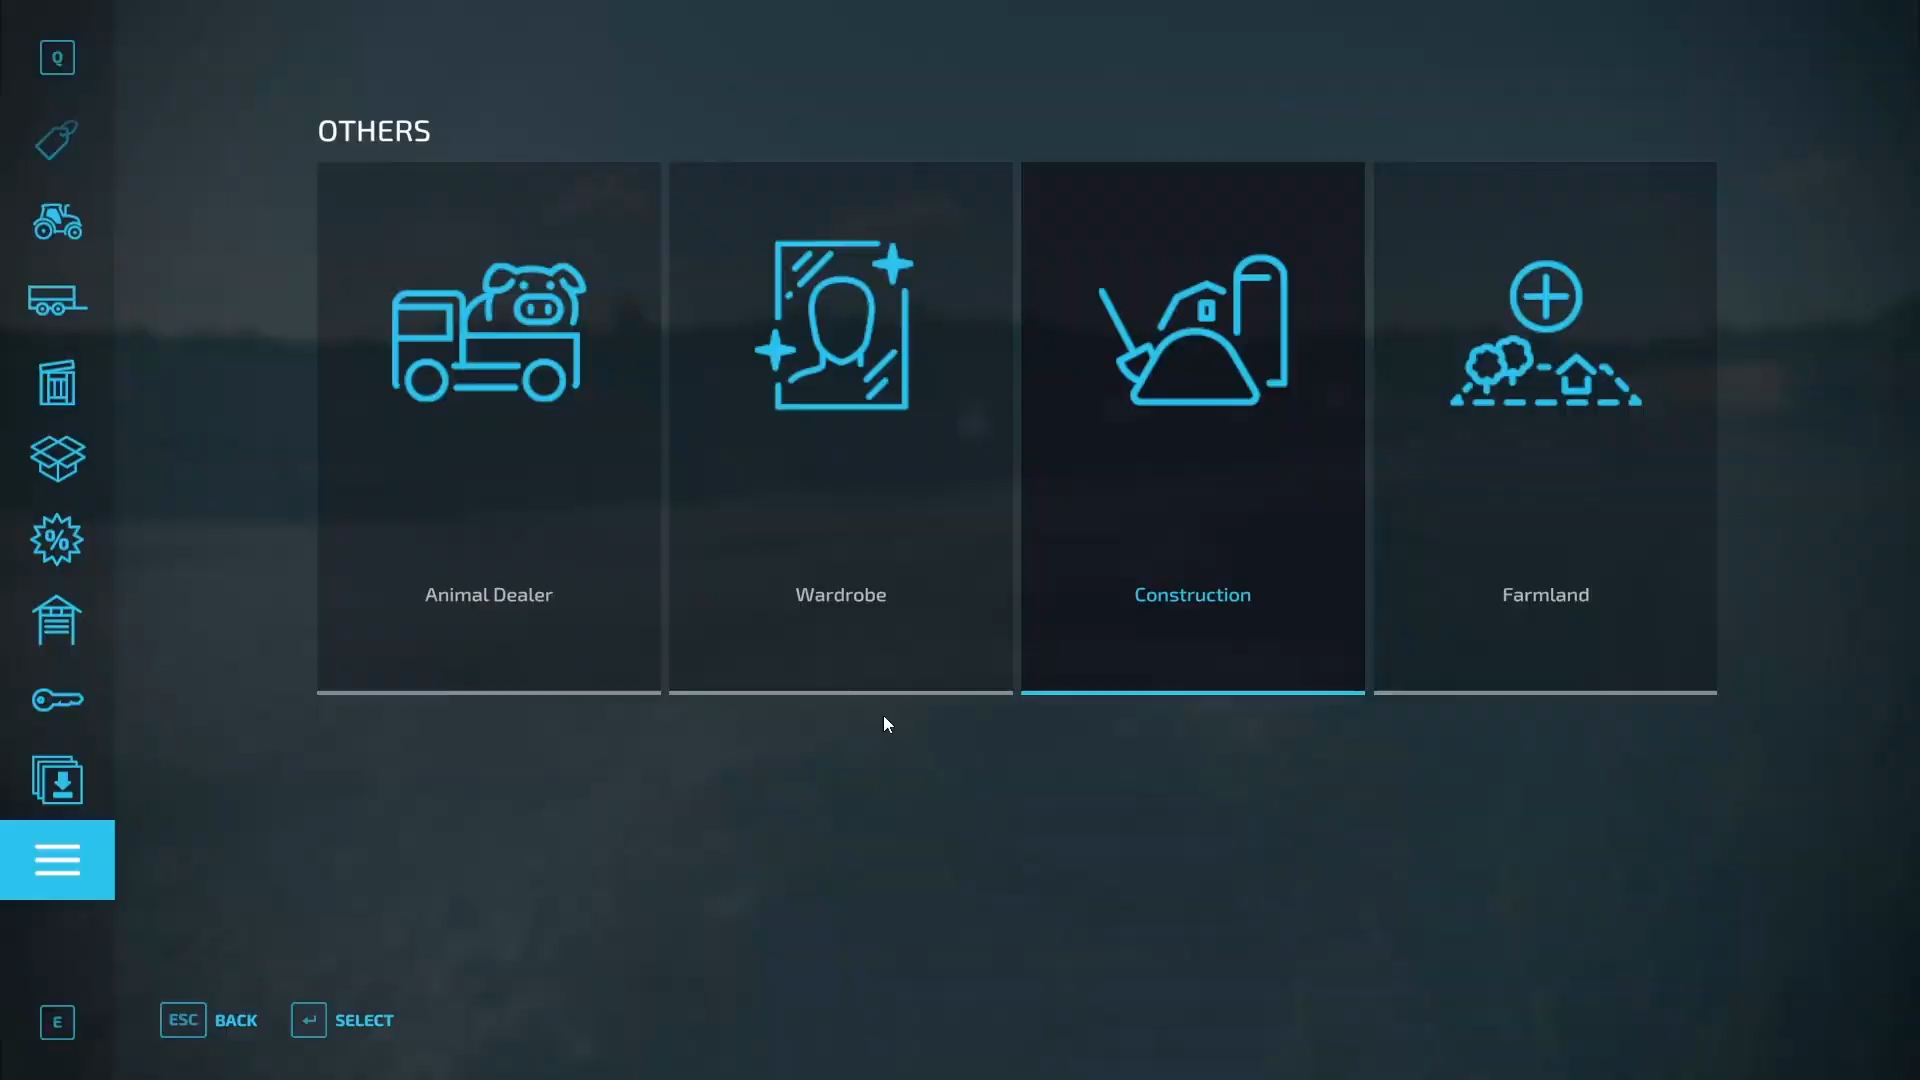 Q
OTHERS
%
Animal Dealer
Wardrobe
Construction
Farmland
E
ESC BACK
SELECT